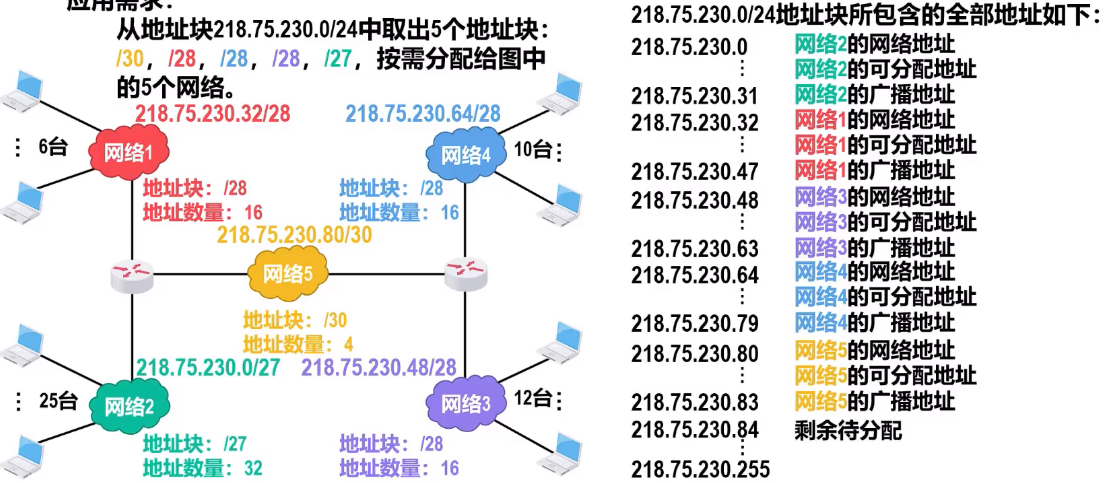 应用需求：
从地址块218.75.230.0/24中取出5个地址块：
/30，/28，/28，/28，/27，按需分配给图中
的5个网络。
218.75.230.32/28
218.75.230.64/28
⋮ 6台
网络1
网络4
10台⋮
地址块：/28
地址数量：16
地址块：/28
地址数量：16
218.75.230.80/30
网络5
地址块：/30
地址数量：4
218.75.230.0/27
218.75.230.48/28
⋮ 25台
网络2
网络3
12台⋮
地址块：/27
地址数量：32
地址块：/28
地址数量：16
218.75.230.0/24地址块所包含的全部地址如下：
218.75.230.0 网络2的网络地址
⋮ 网络2的可分配地址
218.75.230.31 网络2的广播地址
218.75.230.32 网络1的网络地址
⋮ 网络1的可分配地址
218.75.230.47 网络1的广播地址
218.75.230.48 网络3的网络地址
⋮ 网络3的可分配地址
218.75.230.63 网络3的广播地址
218.75.230.64 网络4的网络地址
⋮ 网络4的可分配地址
218.75.230.79 网络4的广播地址
218.75.230.80 网络5的网络地址
⋮ 网络5的可分配地址
218.75.230.83 网络5的广播地址
218.75.230.84 剩余待分配
⋮
218.75.230.255